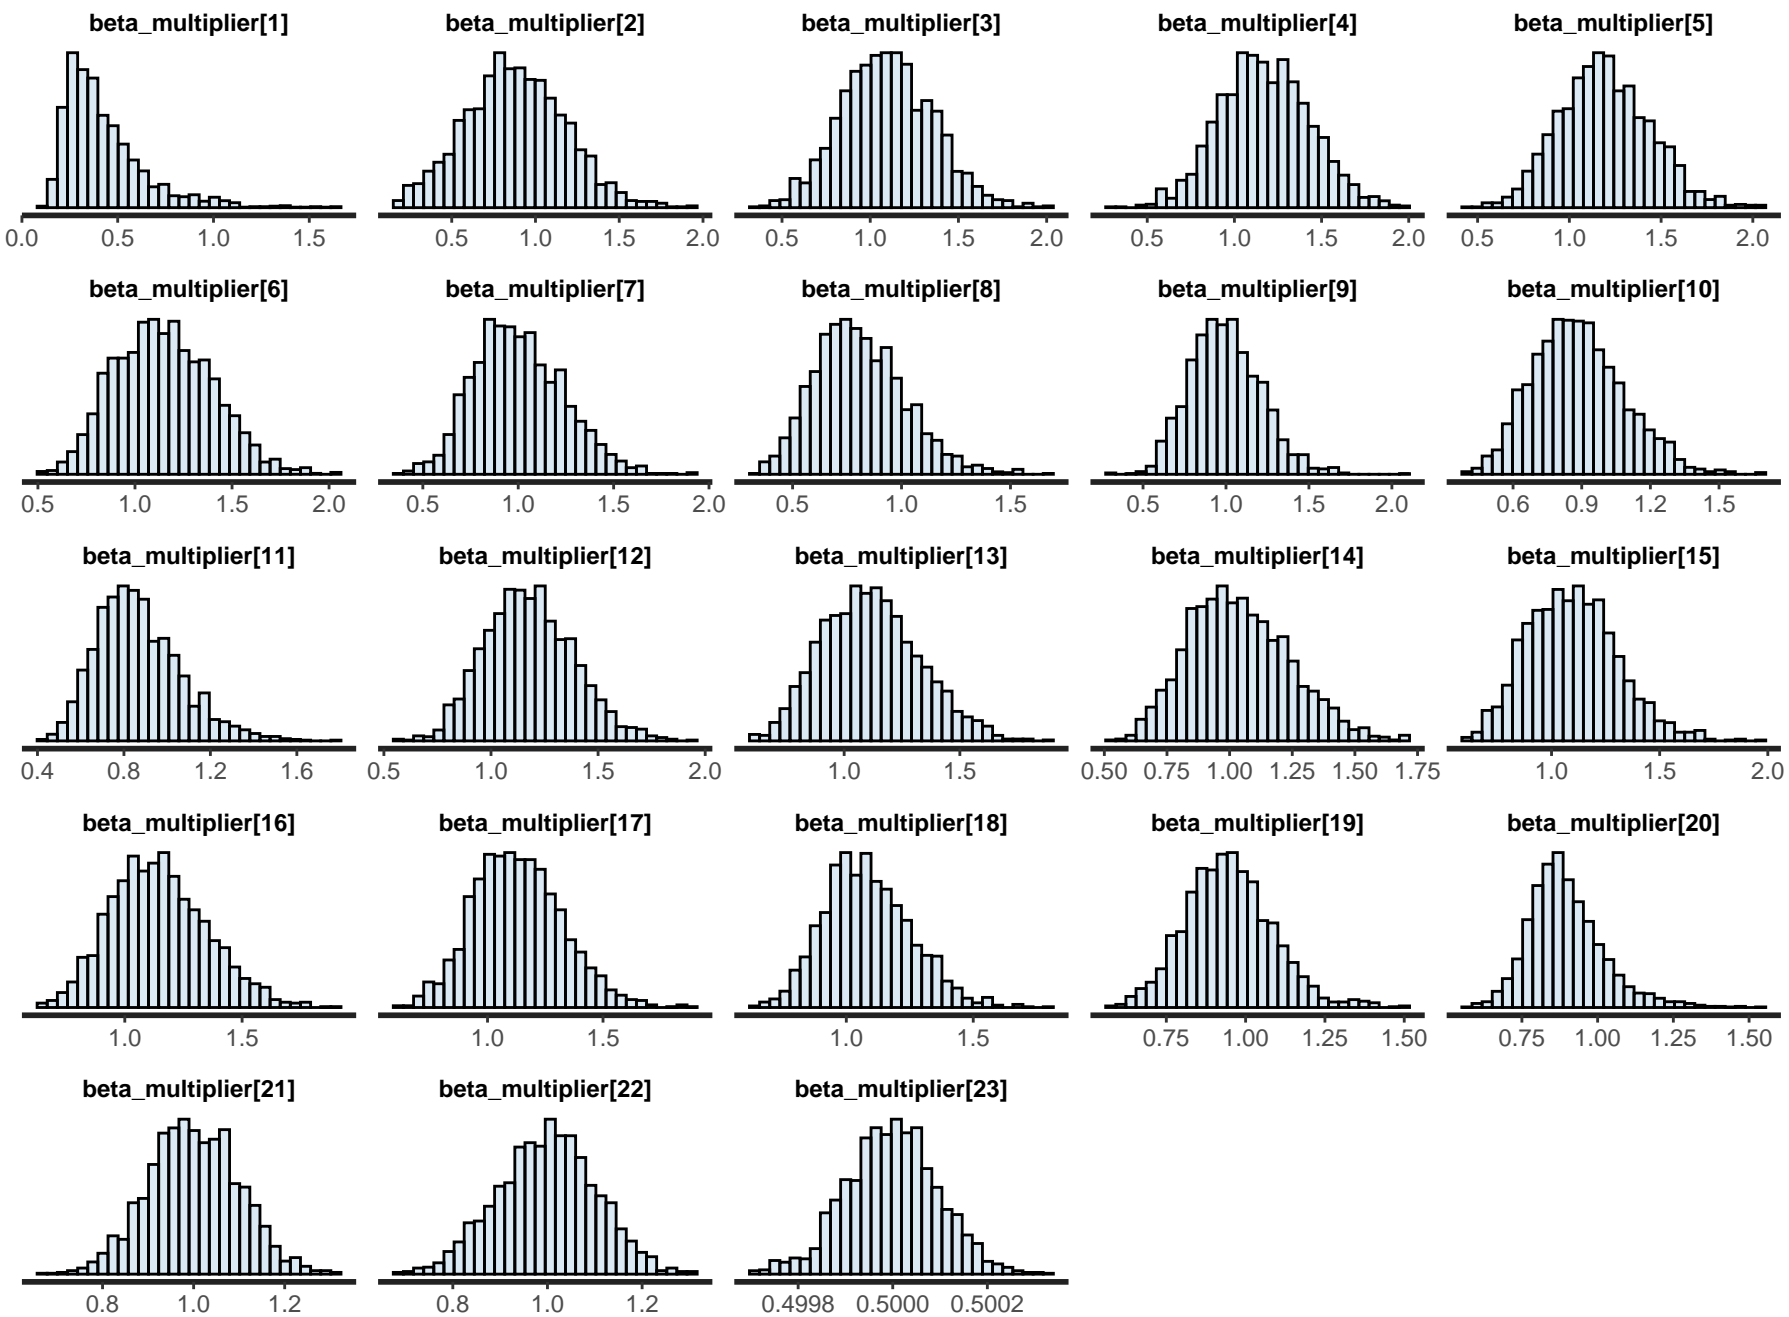 beta_multiplier[1] beta_multiplier[2] beta_multiplier[3] beta_multiplier[4] beta_multiplier[5]
0.0 0.5 1.0 1.5 0.5 1.0 1.5 2.0 0.5 1.0 1.5 2.0 0.5 1.0 1.5 2.0 0.5 1.0 1.5 2.0
beta_multiplier[6] beta_multiplier[7] beta_multiplier[8] beta_multiplier[9] beta_multiplier[10]
0.5 1.0 1.5 2.0 0.5 1.0 1.5 2.0 0.5 1.0 1.5 0.5 1.0 1.5 2.0 0.6 0.9 1.2 1.5
beta_multiplier[11] beta_multiplier[12] beta_multiplier[13] beta_multiplier[14] beta_multiplier[15]
0.4 0.8 1.2 1.6 0.5 1.0 1.5 2.0 1.0 1.5 0.50 0.75 1.00 1.25 1.50 1.75 1.0 1.5 2.0
beta_multiplier[16] beta_multiplier[17] beta_multiplier[18] beta_multiplier[19] beta_multiplier[20]
1.0 1.5 1.0 1.5 1.0 1.5 0.75 1.00 1.25 1.50 0.75 1.00 1.25 1.50
beta_multiplier[21] beta_multiplier[22] beta_multiplier[23]
0.8 1.0 1.2 0.8 1.0 1.2 0.4998 0.5000 0.5002